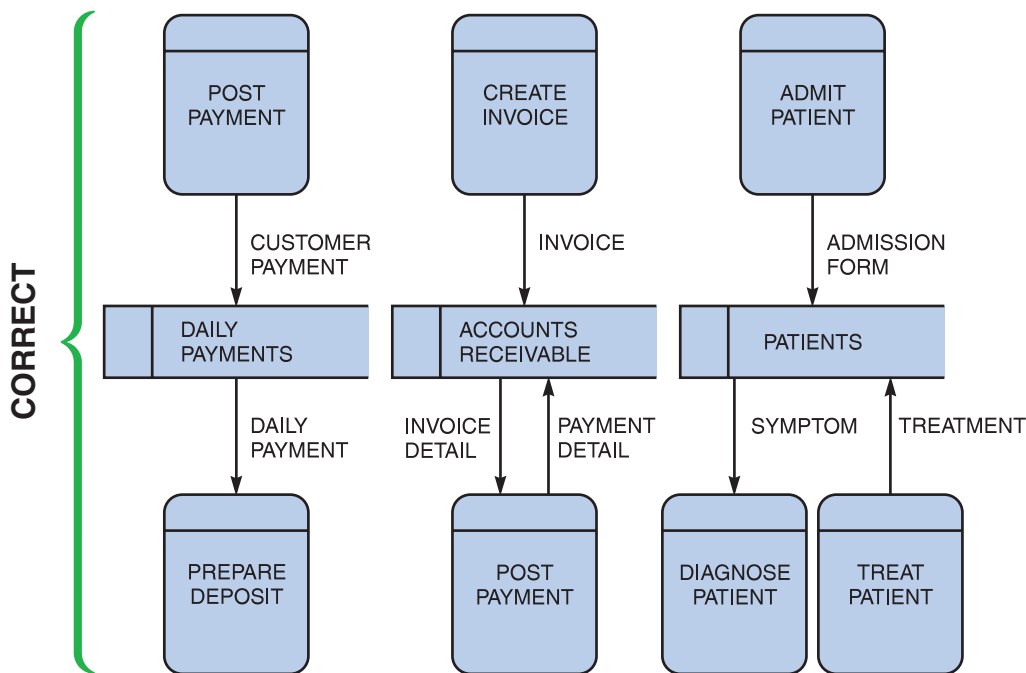 CORRECT
POST
PAYMENT
CUSTOMER
PAYMENT
DAILY
PAYMENTS
DAILY
PAYMENT
PREPARE
DEPOSIT
CREATE
INVOICE
INVOICE
ACCOUNTS
RECEIVABLE
INVOICE
DETAIL
PAYMENT
DETAIL
POST
PAYMENT
ADMIT
PATIENT
ADMISSION
FORM
PATIENTS
SYMPTOM
TREATMENT
DIAGNOSE
PATIENT
TREAT
PATIENT